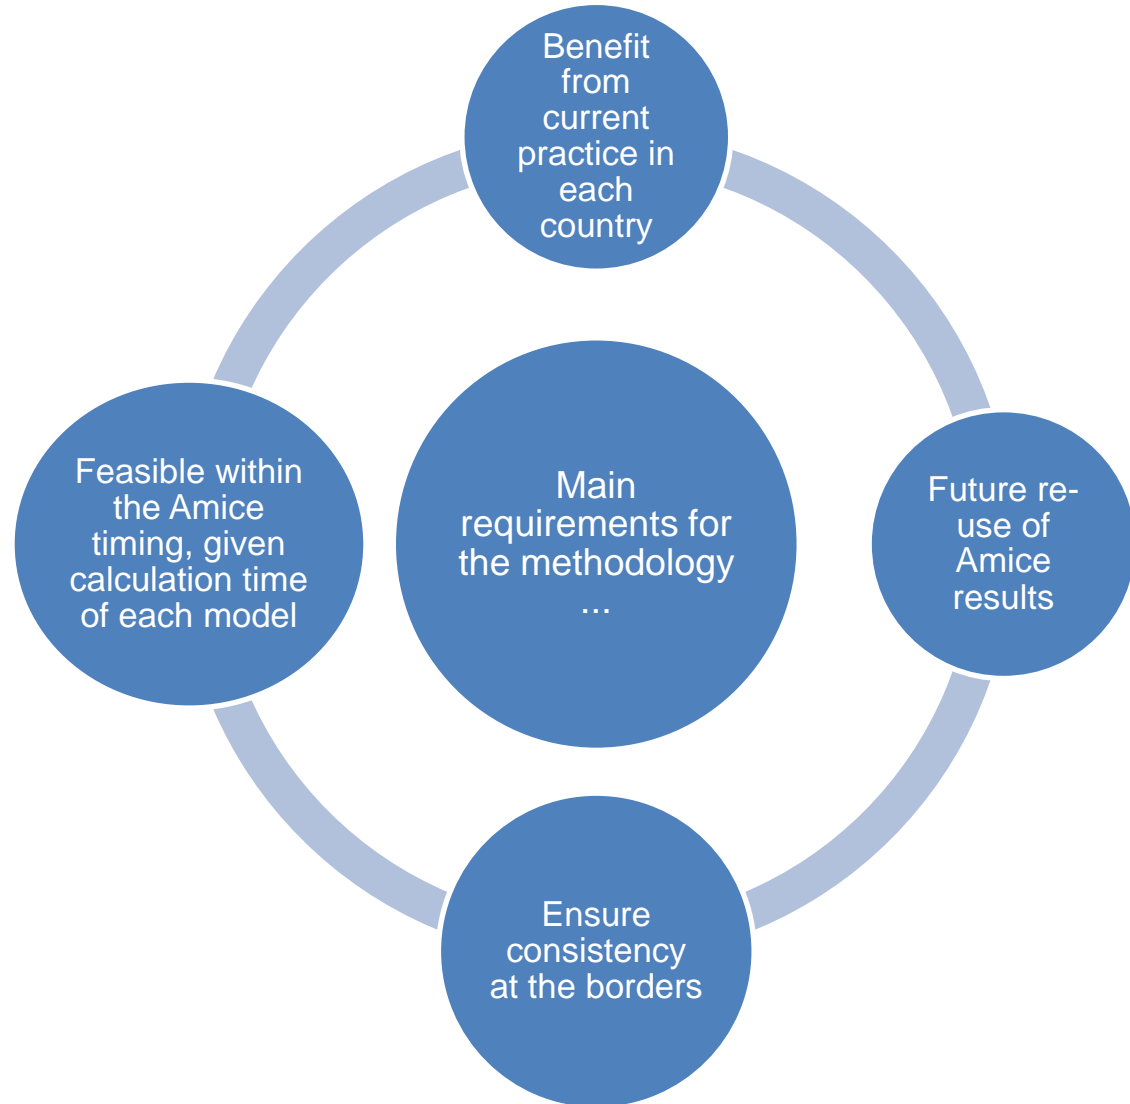 Benefit
from
current
practice in
each
country
Feasible within
the Amice
timing, given
calculation time
of each model
Main
requirements for
the methodology
...
Future re-
use of
Amice
results
Ensure
consistency
at the borders